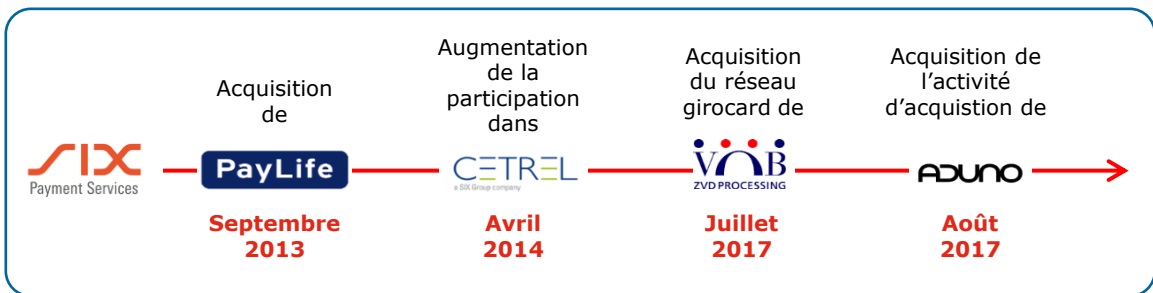 SIX
Payment Services
Acquisition
de
PayLife
Septembre
2013
Augmentation
de la
participation
dans
CETREL
a SIX Group company
Avril
2014
Acquisition
du réseau
girocard de
VÖB
ZVD PROCESSING
Juillet
2017
Acquisition de
l’activité
d’acquistion de
ADUNO
Août
2017